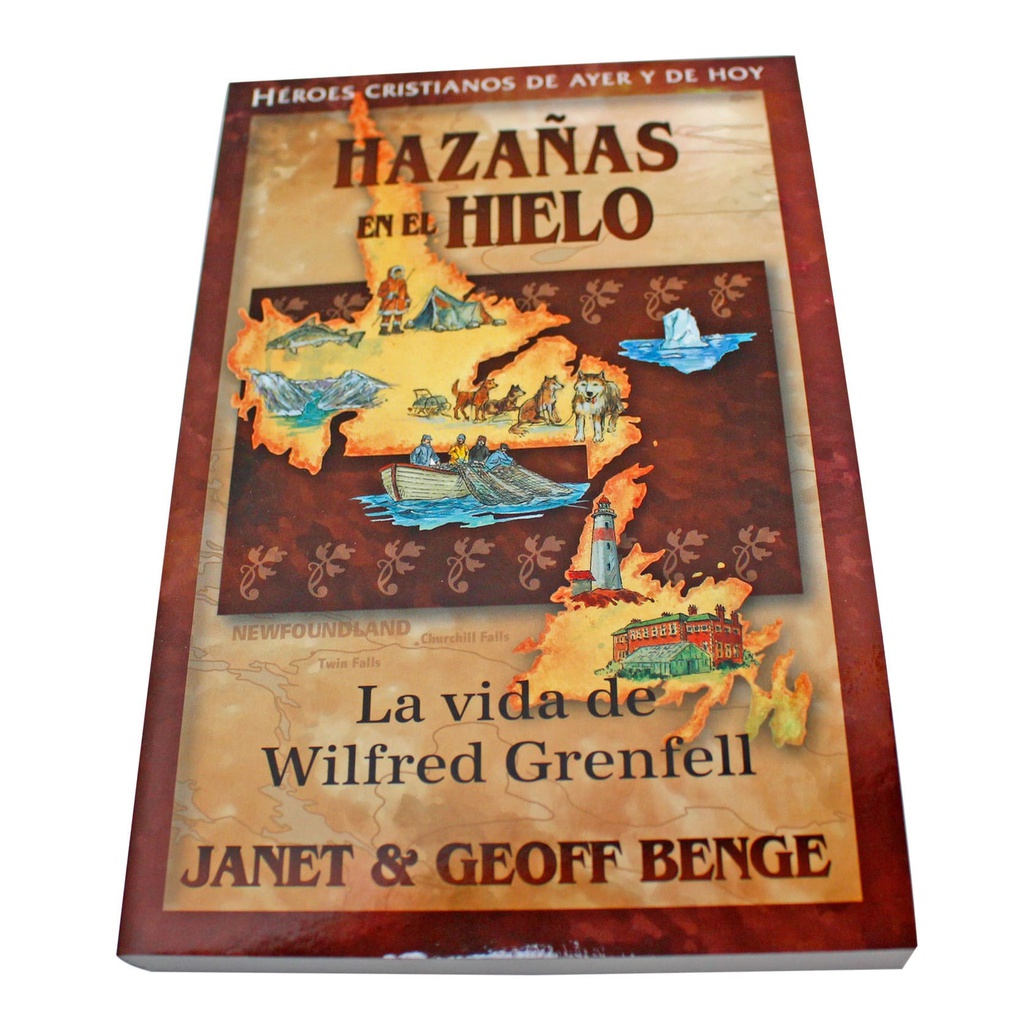 HÉROES CRISTIANOS DE AYER Y DE HOY
HAZAÑAS
EN EL HIELO
NEWFOUNDLAND
Churchill Falls
Twin Falls
La vida de
Wilfred Grenfell
JANET & GEOFF BENGE